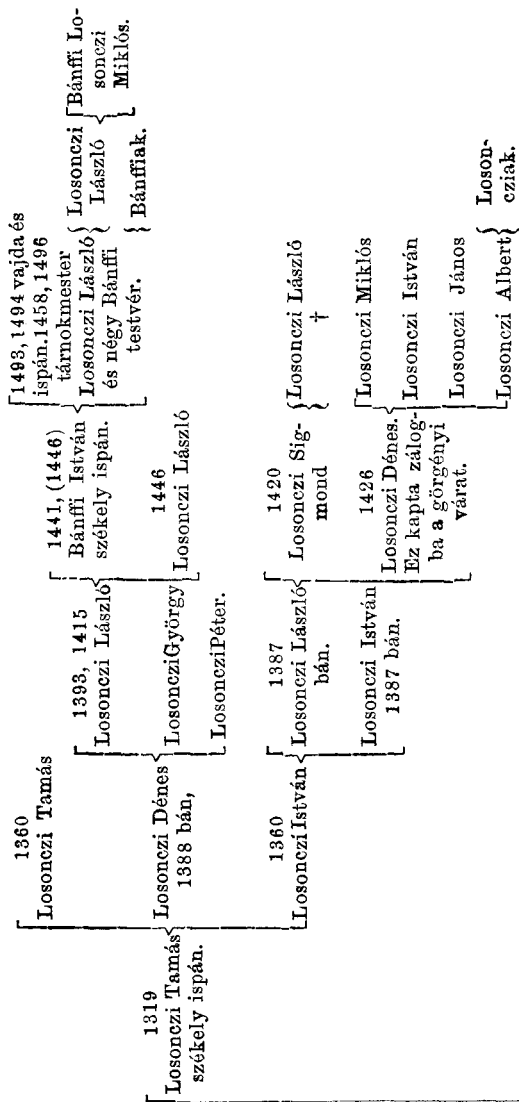 1319
Losonczi Tamás
székely ispán.
1360
Losonczi Tamás
Losonczi Dénes
1388 bán,
1360
Losonczi István
1393, 1415
Losonczi László
LosoncziGyörgy
LosoncziPéter.
1387
Losonczi László
bán.
Losonczi István
1387 bán.
1441, (1446)
Bánffi István
székely ispán.
1446
Losonczi László
1420
Losonczi Sig-
mond
1426
Losonczi Dénes.
Ez kapta zálog-
ba a görgényi
várat.
1493, 1494 vajda és
ispán. 1458, 1496
tárnokmester
Losonczi László
és négy Bánffi
testvér.
Losonczi László
†
Losonczi Miklós
Losonczi István
Losonczi János
Losonczi Albert
Losonczi
László
Bánffiak.
Loson-
cziak.
Bánffi Lo-
sonczi
Miklós.